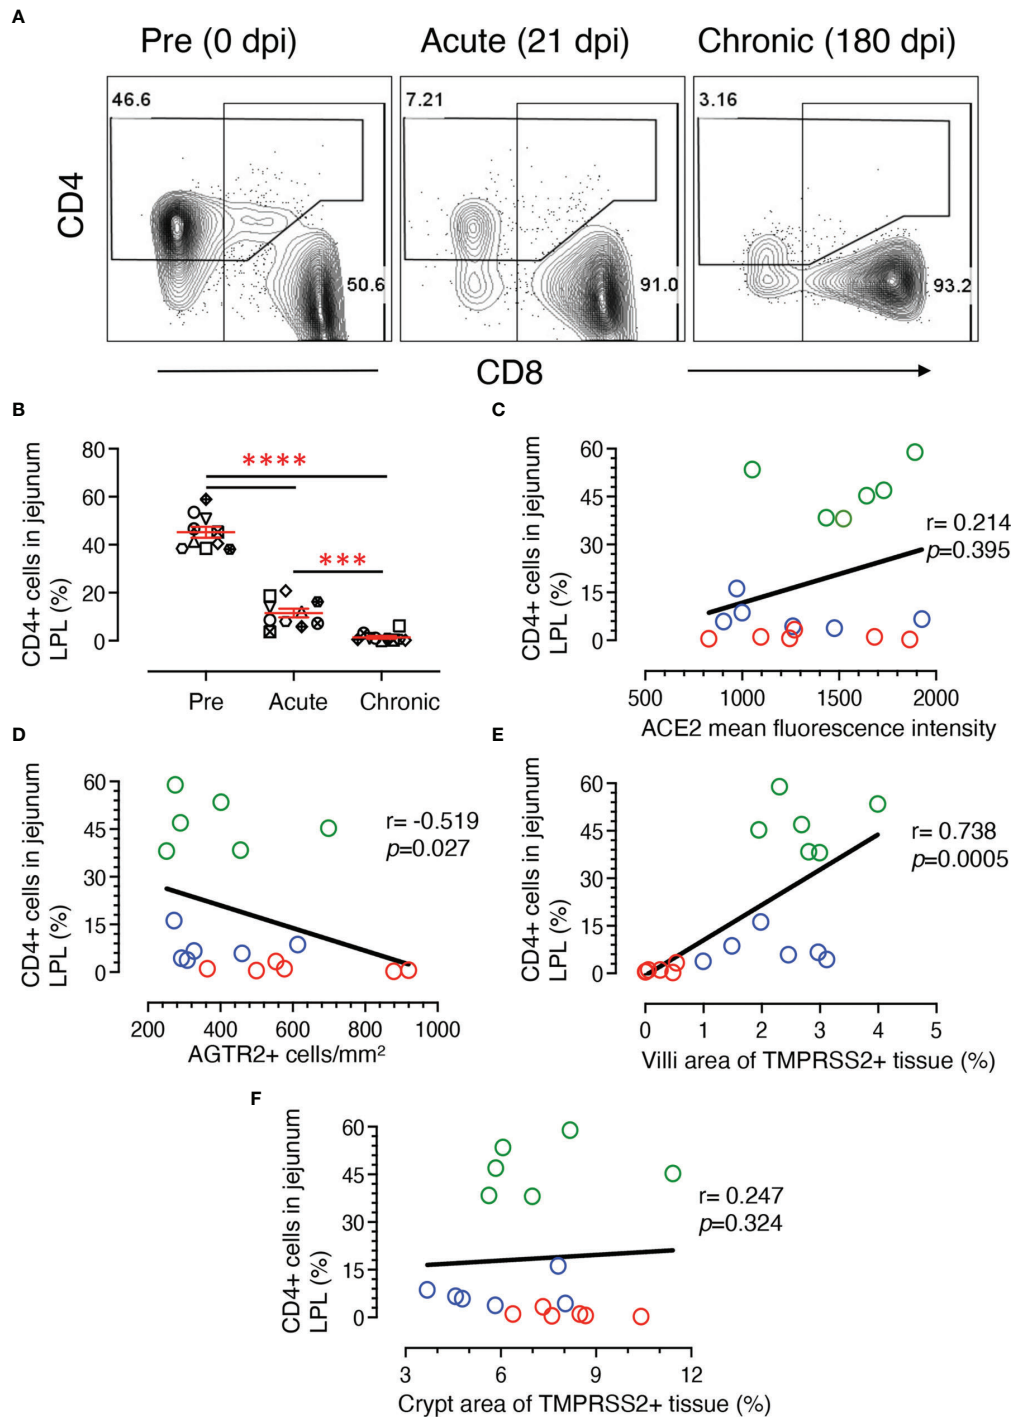 A
Pre (0 dpi)
Acute (21 dpi)
Chronic (180 dpi)
46.6
7.21
3.16
CD4
50.6
91.0
93.2
CD8
B
CD4+ cells in jejunum
LPL (%)
80
60
40
20
0
****
***
Pre
Acute
Chronic
C
CD4+ cells in jejunum
LPL (%)
60
45
30
15
0
r= 0.214
p=0.395
500
1000
1500
2000
ACE2 mean fluorescence intensity
D
CD4+ cells in jejunum
LPL (%)
60
45
30
15
0
r= -0.519
p=0.027
200
400
600
800
1000
AGTR2+ cells/mm²
E
CD4+ cells in jejunum
LPL (%)
60
45
30
15
0
r= 0.738
p=0.0005
0
1
2
3
4
5
Villi area of TMPRSS2+ tissue (%)
F
CD4+ cells in jejunum
LPL (%)
60
45
30
15
0
r= 0.247
p=0.324
3
6
9
12
Crypt area of TMPRSS2+ tissue (%)